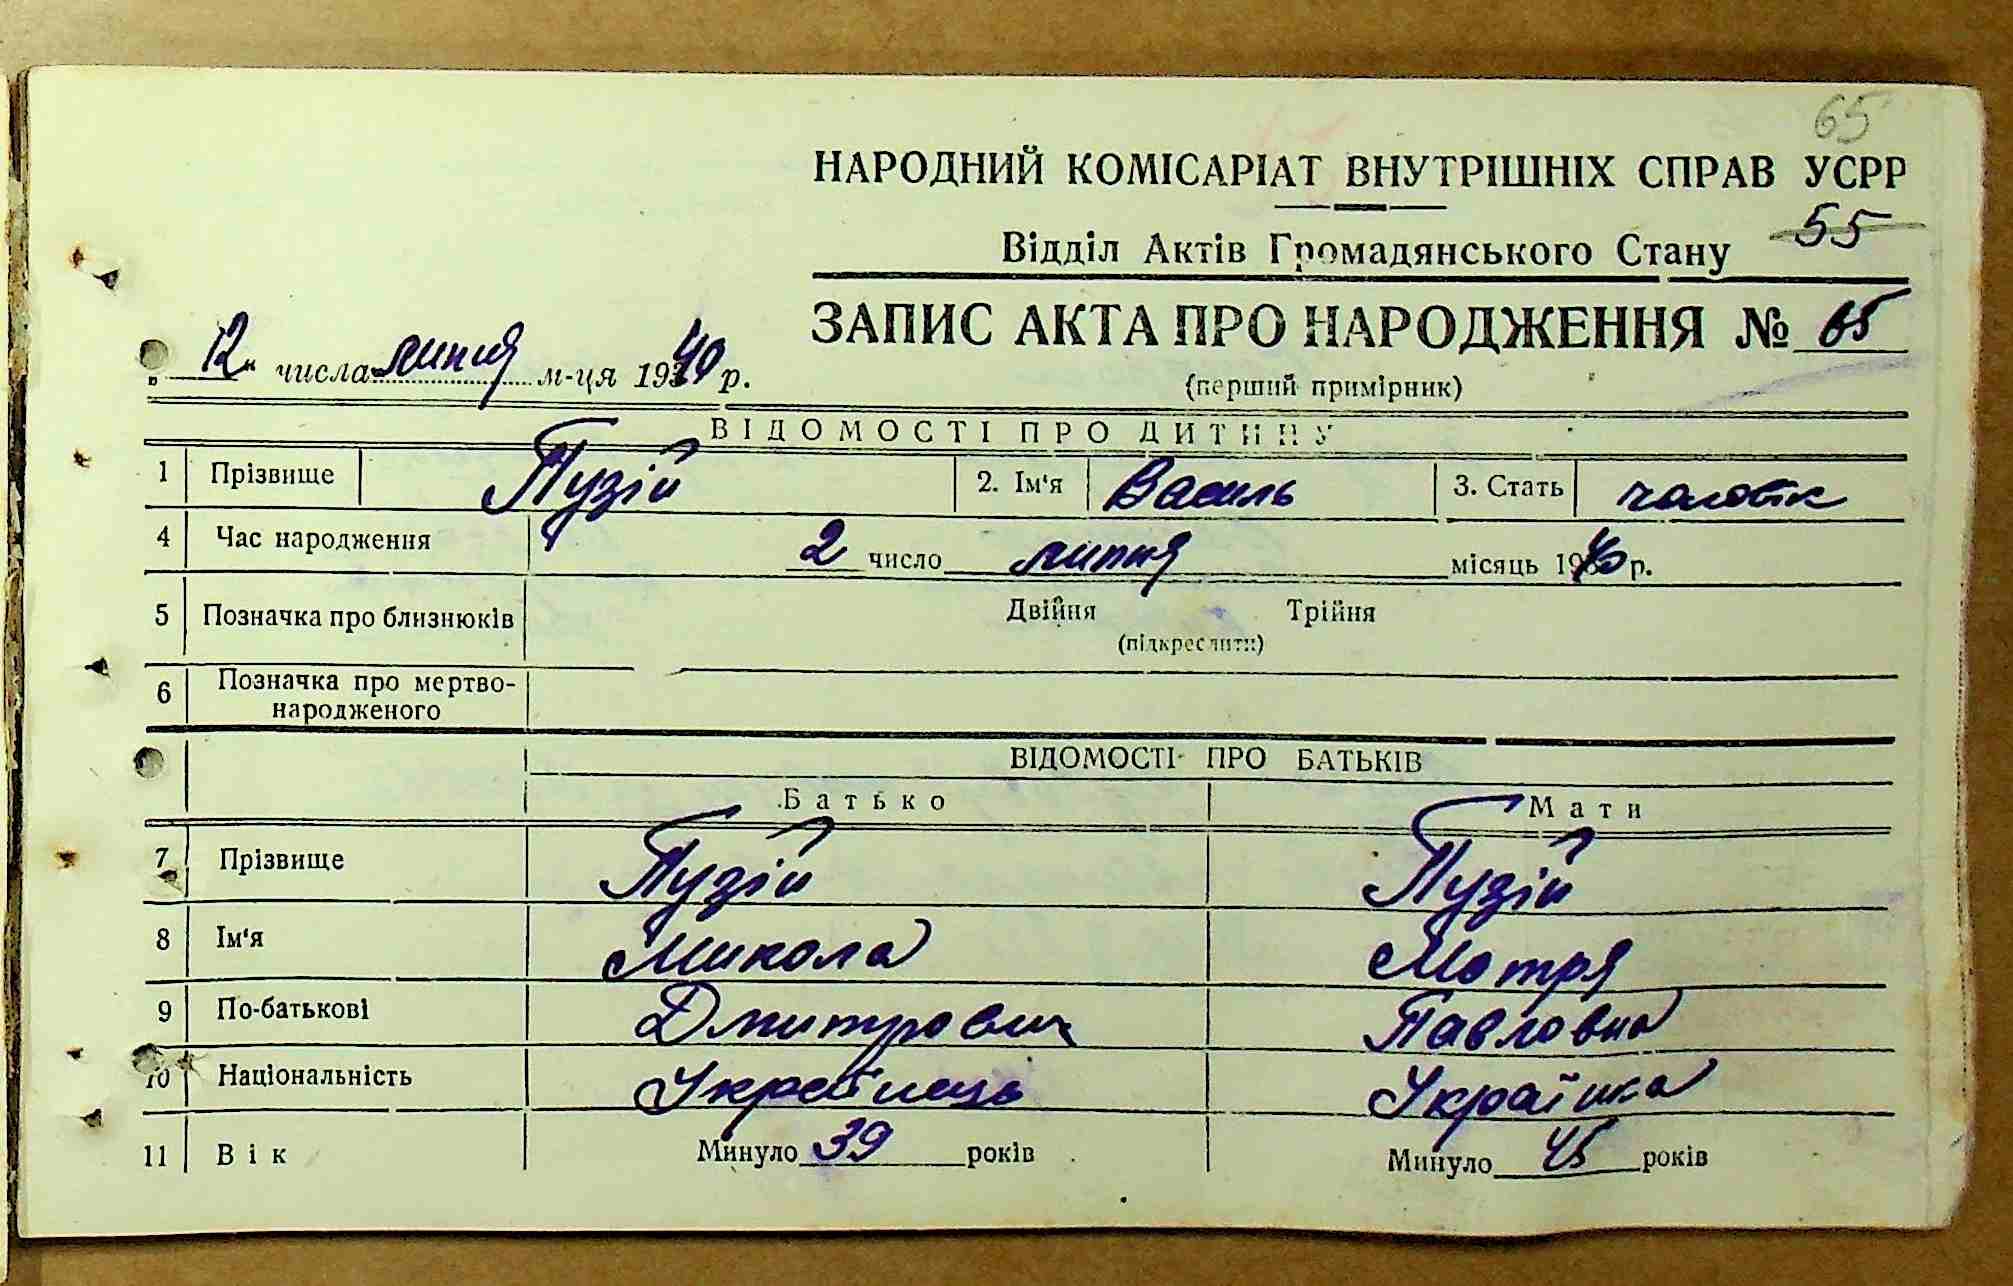 65
НАРОДНИЙ КОМІСАРІАТ ВНУТРІШНІХ СПРАВ УСРР
55
Відділ Актів Громадянського Стану
ЗАПИС АКТА ПРО НАРОДЖЕННЯ № 65
„12“ числа липня м-ця 1940 р.
(перший примірник)
ВІДОМОСТІ ПРО ДИТИНУ
1 Прізвище Пузій 2. Ім'я Василь 3. Стать чоловік
4 Час народження 2 число липня місяць 1940 р.
5 Позначка про близнюків Двійня Трійня
(підкреслити)
6 Позначка про мертво-
народженого
ВІДОМОСТІ ПРО БАТЬКІВ
Батько Мати
7 Прізвище Пузій Пузій
8 Ім'я Микола Мотря
9 По-батькові Дмитрович Павловна
10 Національність Українець Українка
11 Вік Минуло 39 років Минуло 45 років